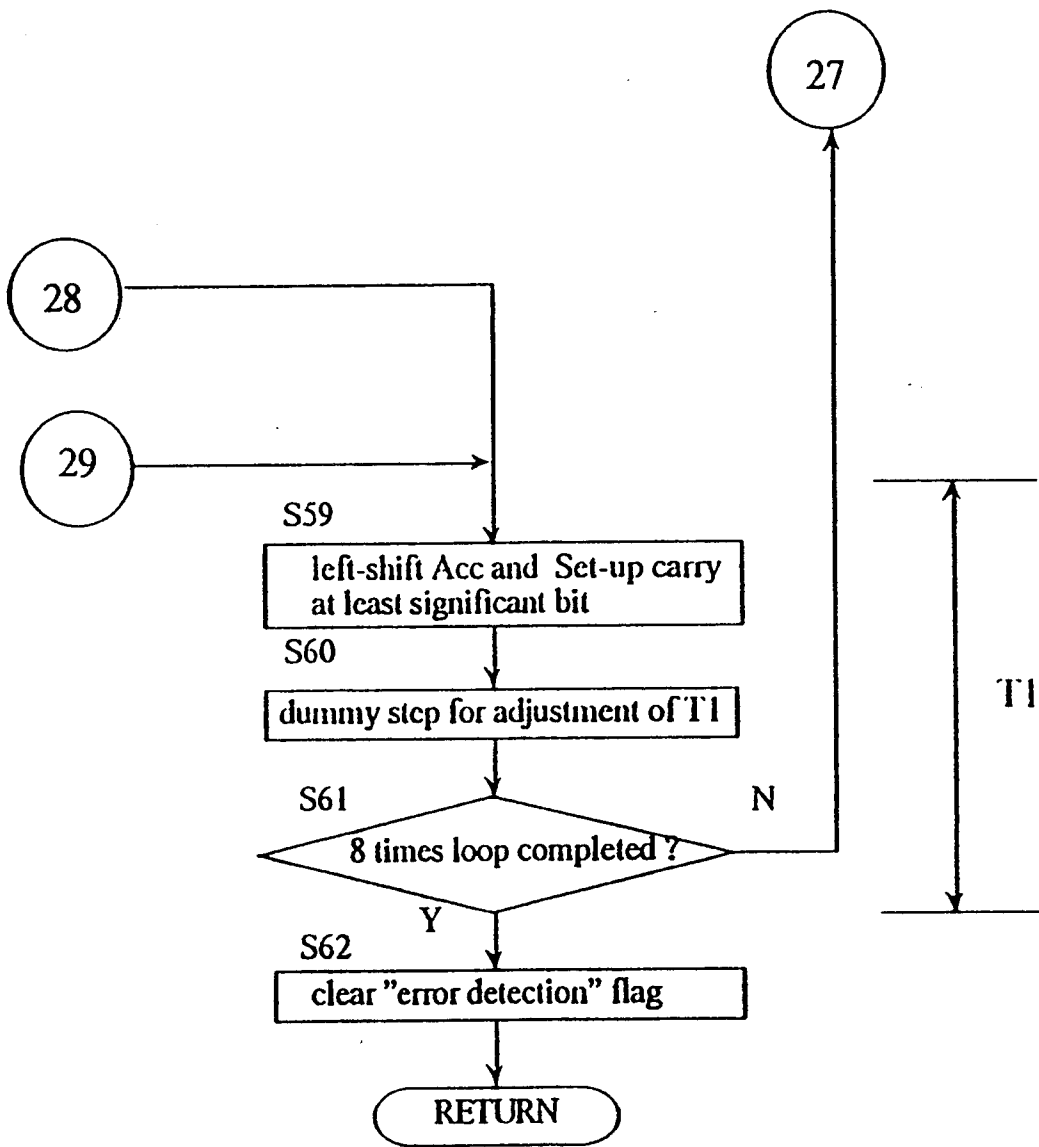 27
28
29
S59
left-shift Acc and Set-up carry
at least significant bit
S60
dummy step for adjustment of T1
T1
S61
N
8 times loop completed ?
Y
S62
clear "error detection" flag
RETURN